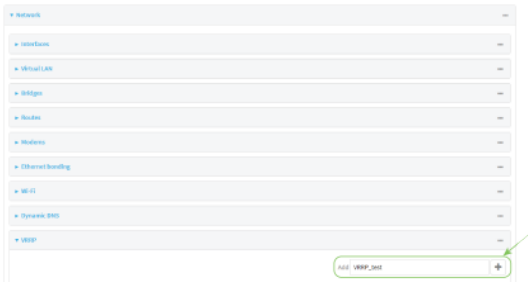 Network
Interfaces
Virtual LAN
Bridges
Routes
Modems
Ethernet bonding
Wi-Fi
Dynamic DNS
VRRP
Add VRRP_test